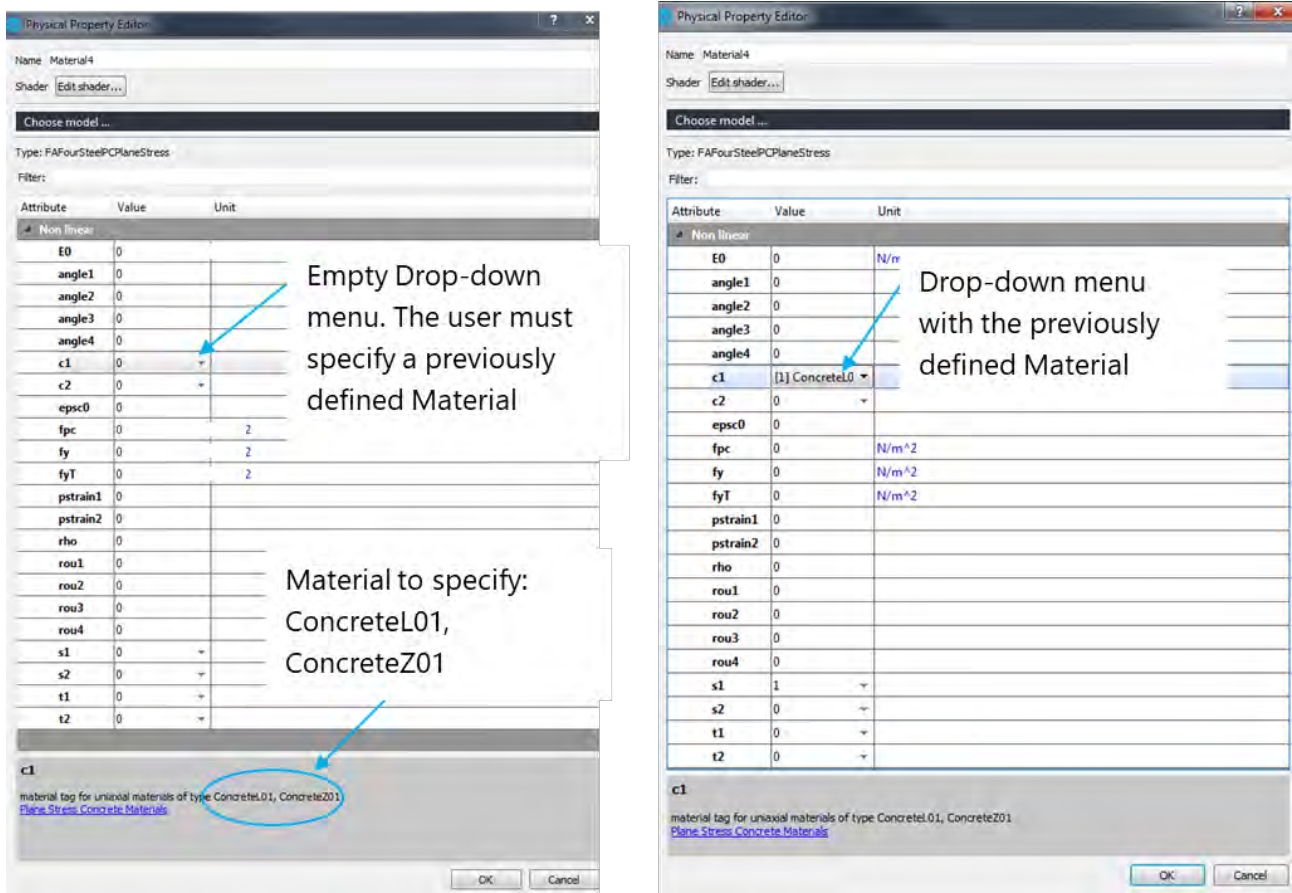 Physical Property Editor
?
x
Name Material4
Shader Edit shader...
Choose model ...
Type: FAFourSteelPCPlaneStress
Filter:
Attribute Value Unit
Non linear
E0 0
angle1 0
angle2 0
angle3 0
angle4 0
c1 0
c2 0
epsc0 0
fpc 0 2
fy 0 2
fyT 0 2
pstrain1 0
pstrain2 0
rho 0
rou1 0
rou2 0
rou3 0
rou4 0
s1 0
s2 0
t1 0
t2 0
Empty Drop-down
menu. The user must
specify a previously
defined Material
Material to specify:
ConcreteL01,
ConcreteZ01
c1
material tag for uniaxial materials of type ConcreteL01, ConcreteZ01
Plane Stress Concrete Materials
OK Cancel
Physical Property Editor
?
x
Name Material4
Shader Edit shader...
Choose model ...
Type: FAFourSteelPCPlaneStress
Filter:
Attribute Value Unit
Non linear
E0 0
angle1 0
angle2 0
angle3 0
angle4 0
c1 [1] ConcreteL0
c2 0
epsc0 0
fpc 0 N/m^2
fy 0 N/m^2
fyT 0 N/m^2
pstrain1 0
pstrain2 0
rho 0
rou1 0
rou2 0
rou3 0
rou4 0
s1 1
s2 0
t1 0
t2 0
Drop-down menu
with the previously
defined Material
c1
material tag for uniaxial materials of type ConcreteL01, ConcreteZ01
Plane Stress Concrete Materials
OK Cancel